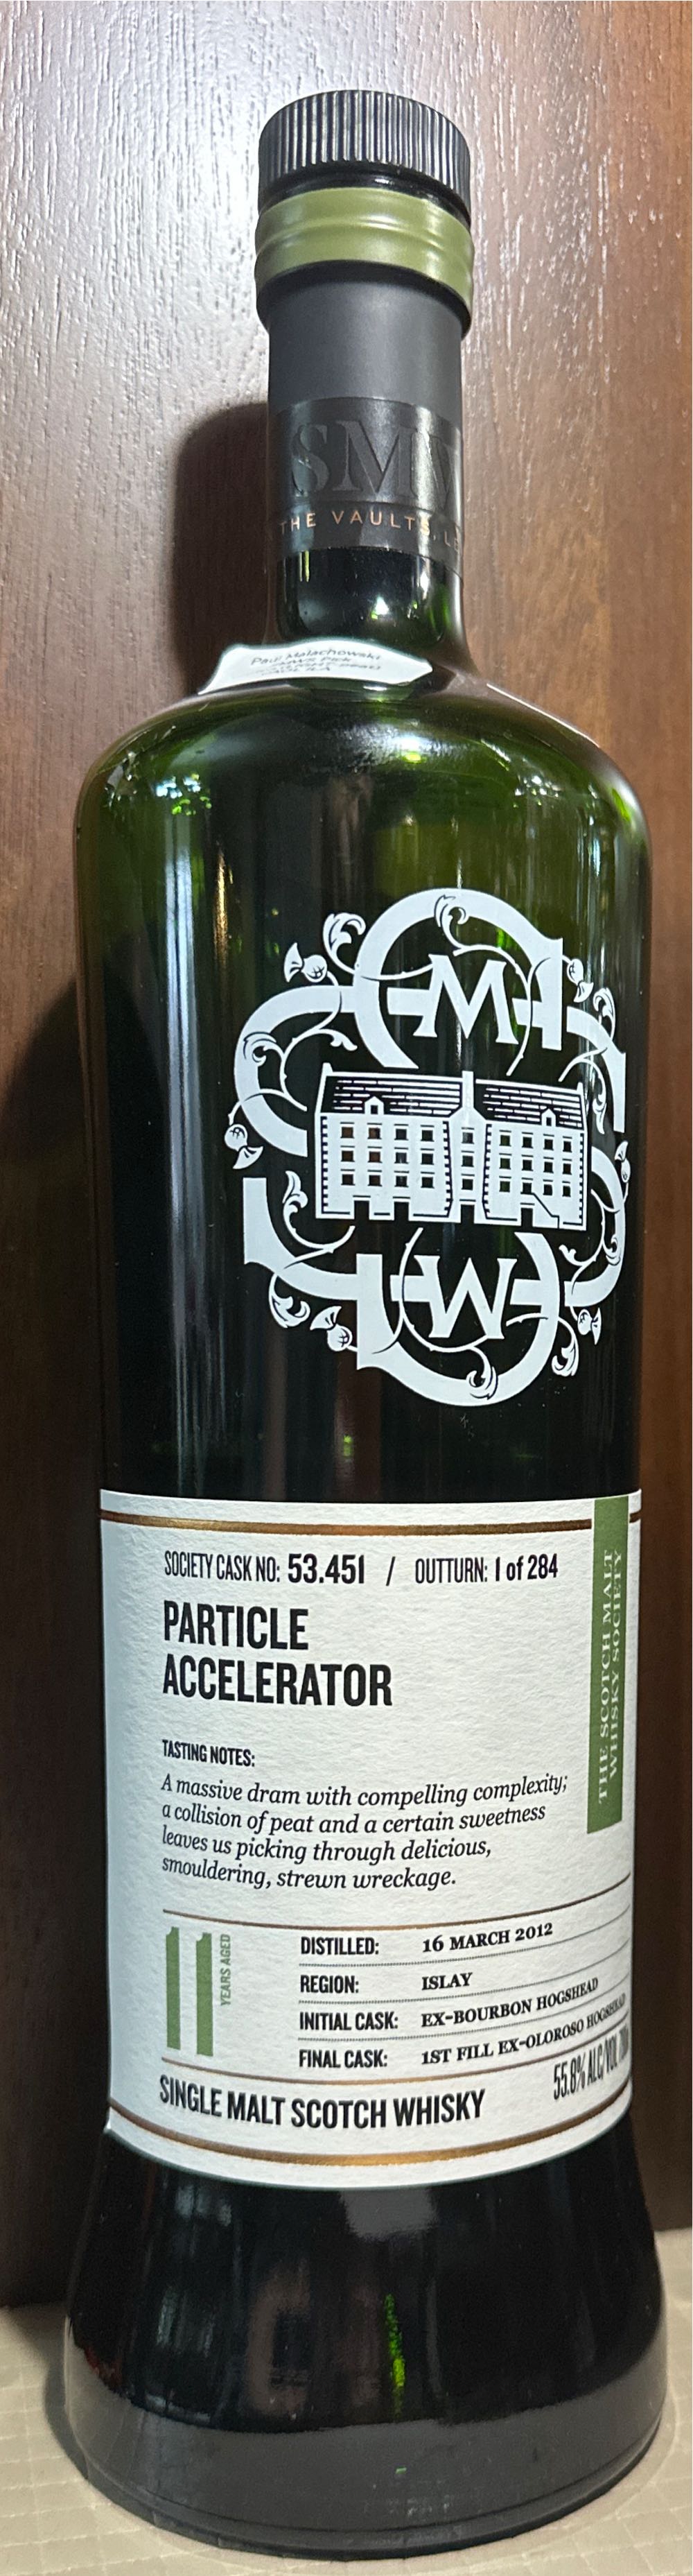 SMW
THE VAULTS, LE
Paul Malachowski
M
W
SOCIETY CASK NO: 53.451 / OUTTURN: 1 of 284
PARTICLE
ACCELERATOR
TASTING NOTES:
A massive dram with compelling complexity;
a collision of peat and a certain sweetness
leaves us picking through delicious,
smouldering, strewn wreckage.
THE SCOTCH MALT
WHISKY SOCIETY
11
YEARS AGED
DISTILLED: 16 MARCH 2012
REGION: ISLAY
INITIAL CASK: EX-BOURBON HOGSHEAD
FINAL CASK: 1ST FILL EX-OLOROSO HOGSHEAD
SINGLE MALT SCOTCH WHISKY
55.8% ALC/VOL